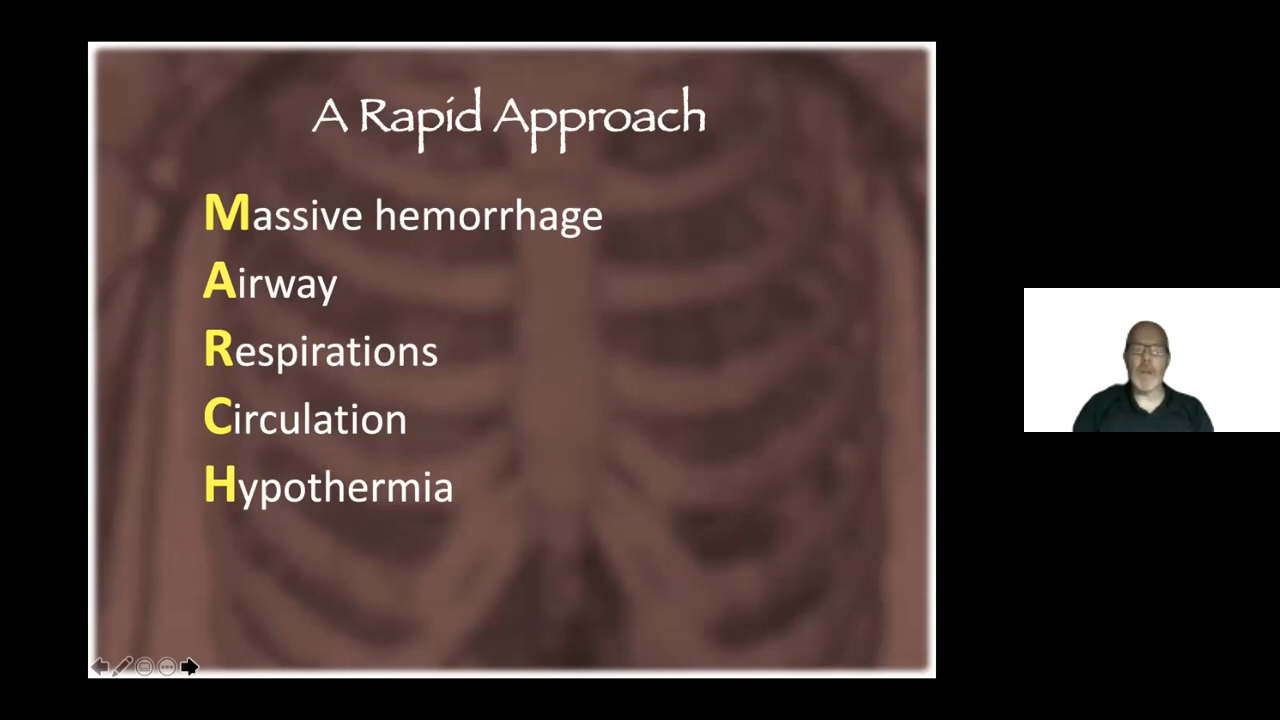 A Rapid Approach
Massive hemorrhage
Airway
Respirations
Circulation
Hypothermia